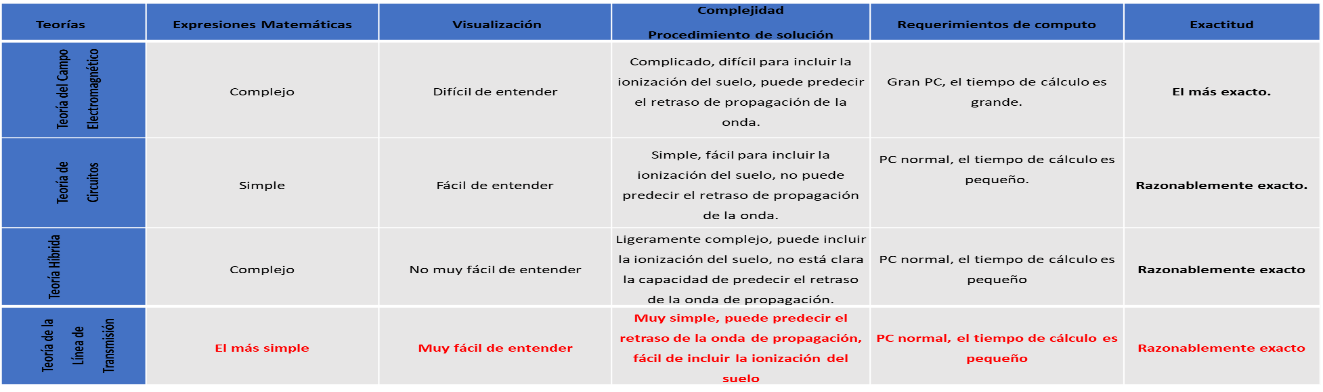 Teorías
Expresiones Matemáticas
Visualización
Complejidad
Procedimiento de solución
Requerimientos de computo
Exactitud
Teoría del Campo
Electromagnético
Complejo
Difícil de entender
Complicado, difícil para incluir la
ionización del suelo, puede predecir
el retraso de propagación de la
onda.
Gran PC, el tiempo de cálculo es
grande.
El más exacto.
Teoría de
Circuitos
Simple
Fácil de entender
Simple, fácil para incluir la
ionización del suelo, no puede
predecir el retraso de propagación
de la onda.
PC normal, el tiempo de cálculo es
pequeño.
Razonablemente exacto.
Teoría Híbrida
Complejo
No muy fácil de entender
Ligeramente complejo, puede incluir
la ionización del suelo, no está clara
la capacidad de predecir el retraso
de la onda de propagación.
PC normal, el tiempo de cálculo es
pequeño
Razonablemente exacto
Teoría de la
Línea de
Transmisión
El más simple
Muy fácil de entender
Muy simple, puede predecir el
retraso de la onda de propagación,
fácil de incluir la ionización del
suelo
PC normal, el tiempo de cálculo es
pequeño
Razonablemente exacto